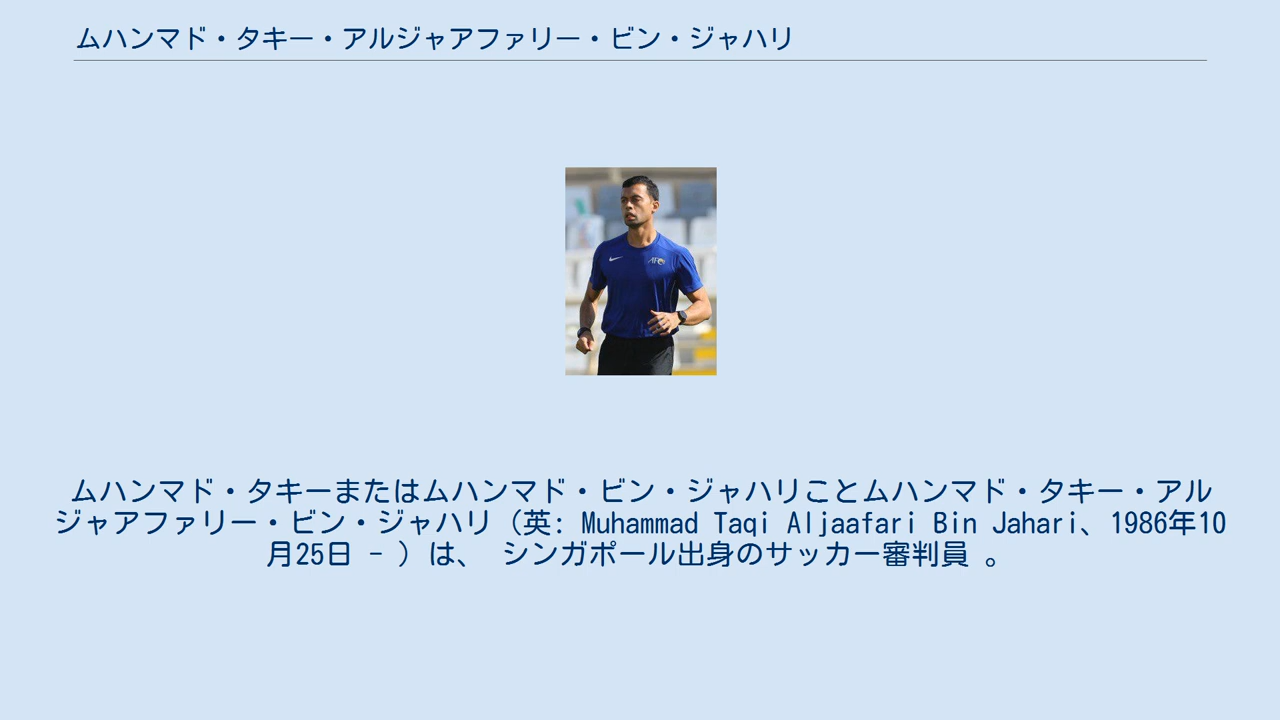 ムハンマド・タキー・アルジャアファリー・ビン・ジャハリ
AFC
ムハンマド・タキーまたはムハンマド・ビン・ジャハリことムハンマド・タキー・アル
ジャアファリー・ビン・ジャハリ（英: Muhammad Taqi Aljaafari Bin Jahari、1986年10
月25日 - ）は、 シンガポール出身のサッカー審判員 。